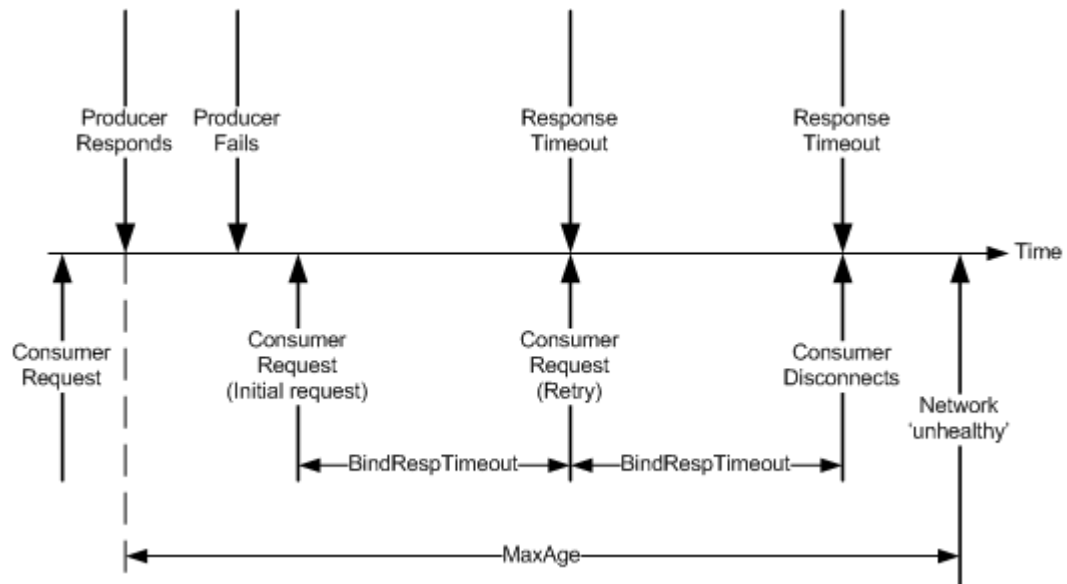 Producer
Responds
Producer
Fails
Response
Timeout
Response
Timeout
Time
Consumer
Request
Consumer
Request
(Initial request)
Consumer
Request
(Retry)
Consumer
Disconnects
Network
'unhealthy'
BindRespTimeout
BindRespTimeout
MaxAge